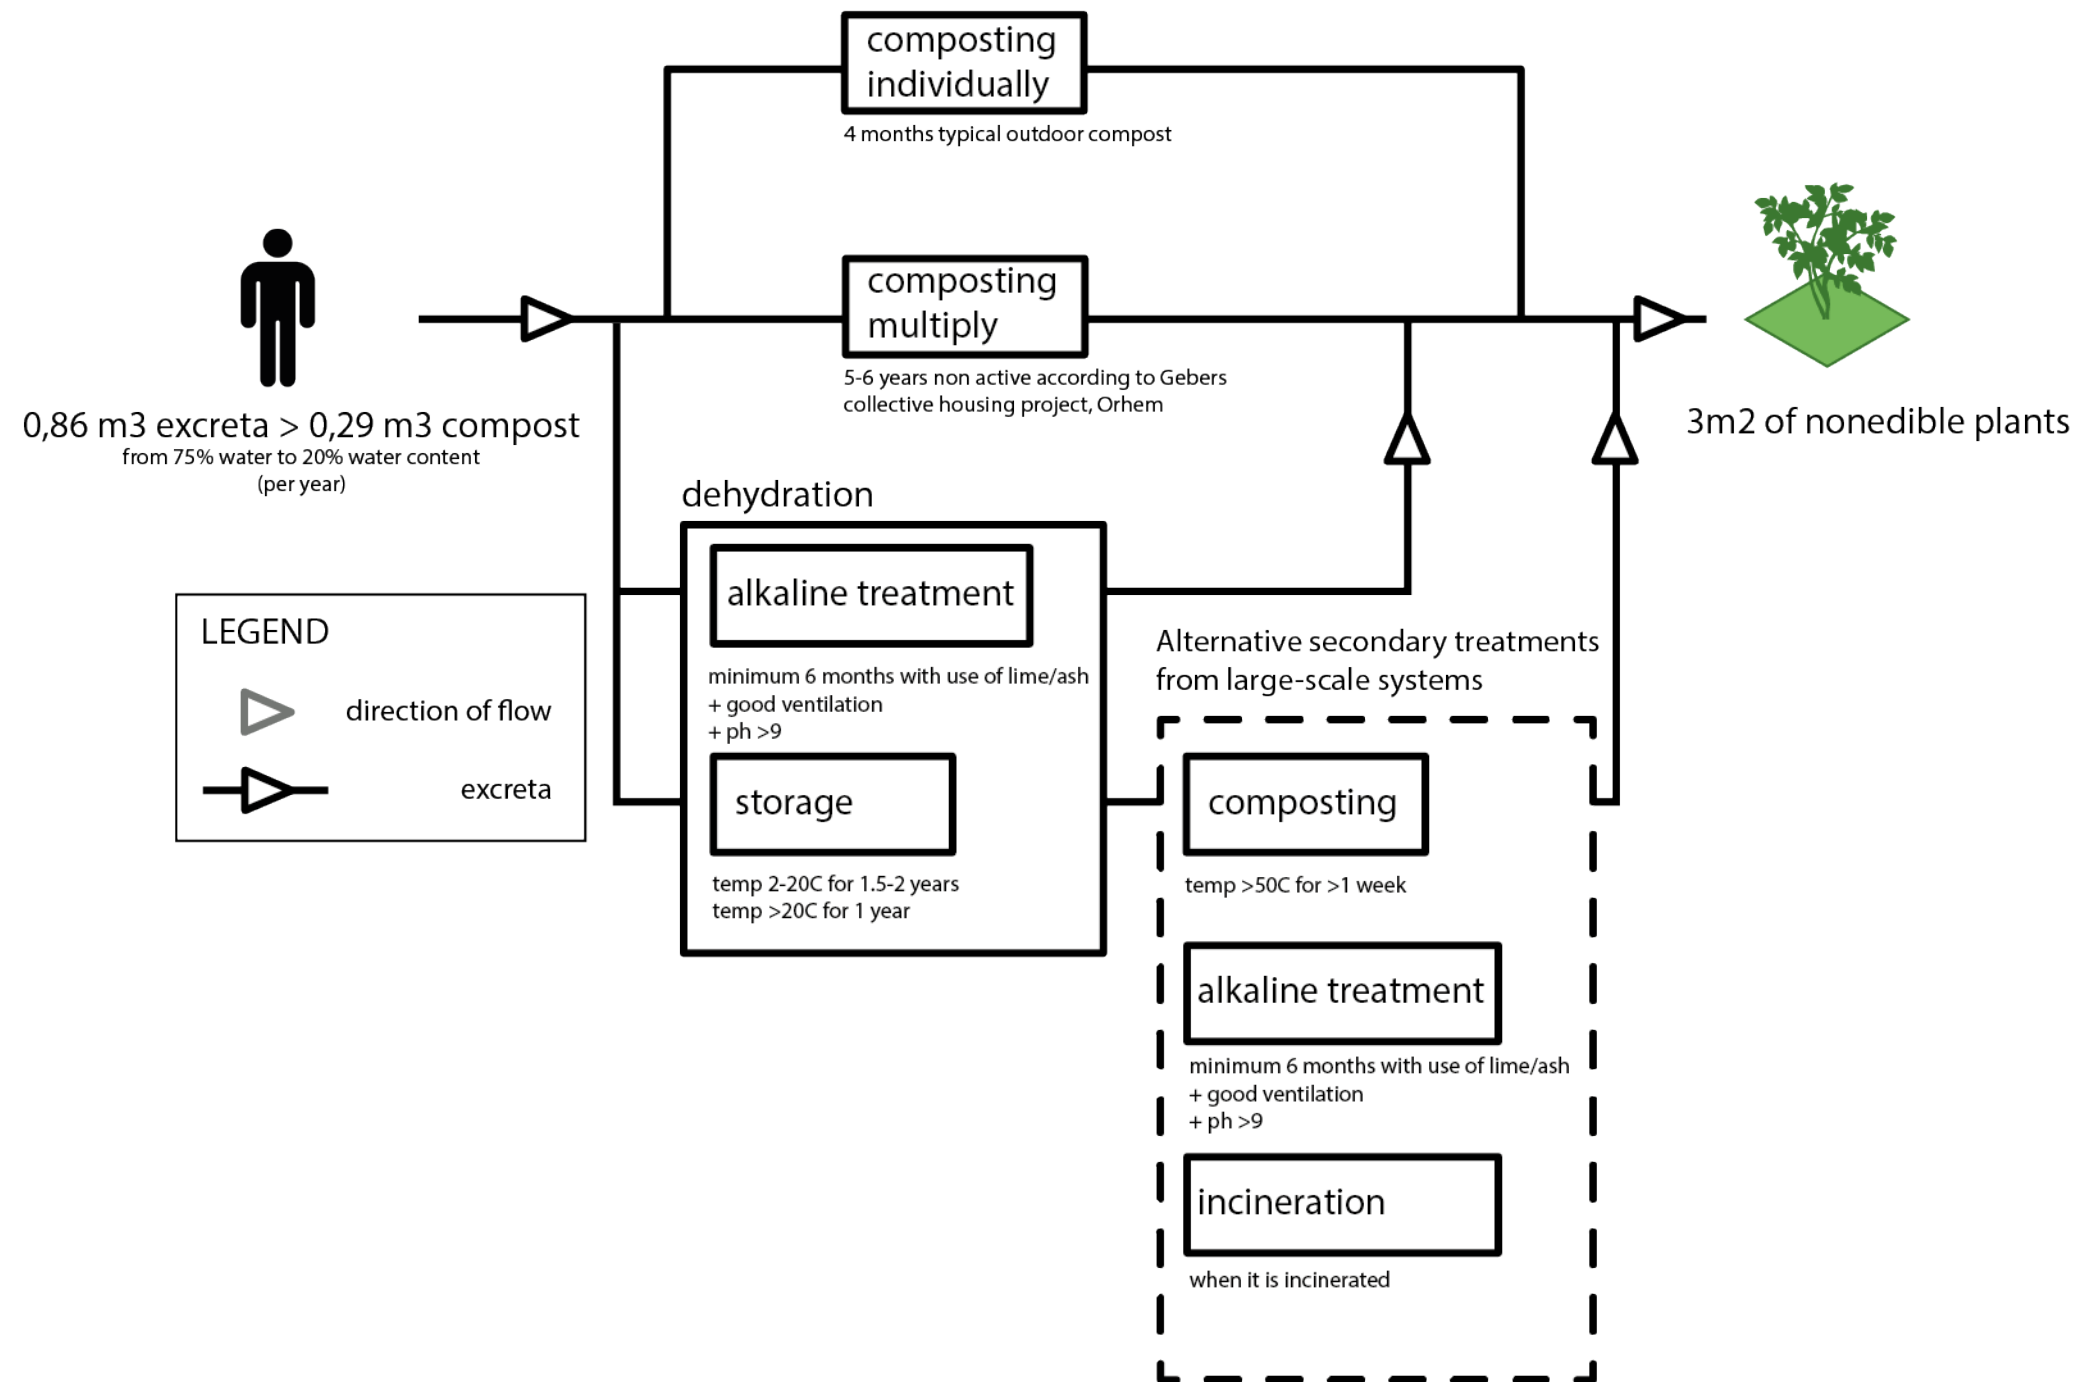 composting
individually
4 months typical outdoor compost
composting
multiply
5-6 years non active according to Gebers
collective housing project, Orhem
0,86 m3 excreta > 0,29 m3 compost
from 75% water to 20% water content
(per year)
3m2 of nonedible plants
dehydration
alkaline treatment
minimum 6 months with use of lime/ash
+ good ventilation
+ ph >9
storage
temp 2-20C for 1.5-2 years
temp >20C for 1 year
LEGEND
direction of flow
excreta
Alternative secondary treatments
from large-scale systems
composting
temp >50C for >1 week
alkaline treatment
minimum 6 months with use of lime/ash
+ good ventilation
+ ph >9
incineration
when it is incinerated